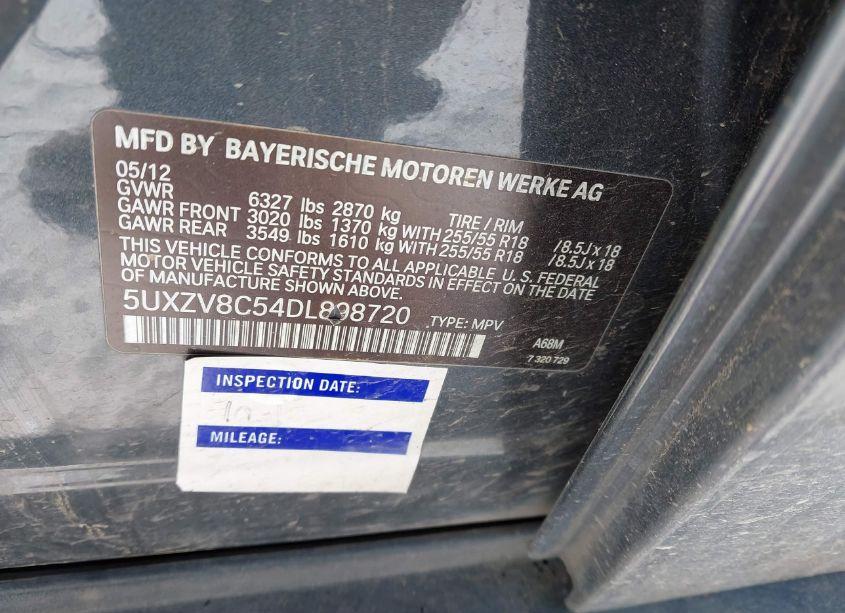 MFD BY BAYERISCHE MOTOREN WERKE AG
05/12
GVWR 6327 lbs 2870 kg TIRE / RIM
GAWR FRONT 3020 lbs 1370 kg WITH 255/55 R18 /8.5J x 18
GAWR REAR 3549 lbs 1610 kg WITH 255/55 R18 /8.5J x 18
THIS VEHICLE CONFORMS TO ALL APPLICABLE U.S. FEDERAL
MOTOR VEHICLE SAFETY STANDARDS IN EFFECT ON THE DATE
OF MANUFACTURE SHOWN ABOVE.
5UXZV8C54DL898720 TYPE: MPV
A68M
7 320 729
INSPECTION DATE:
MILEAGE: